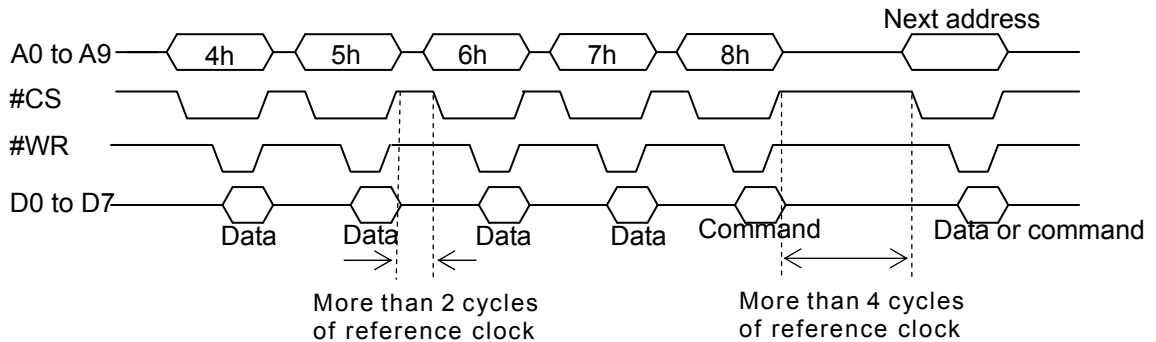 Next address
A0 to A9 4h 5h 6h 7h 8h
#CS
#WR
D0 to D7
Data Data Data Data Command Data or command
More than 2 cycles
of reference clock
More than 4 cycles
of reference clock